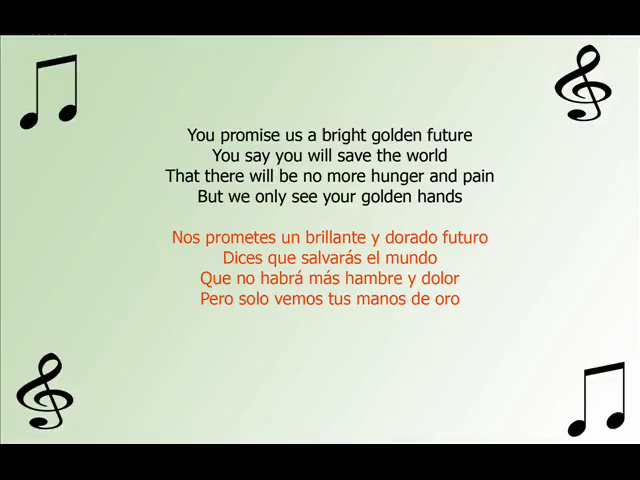 You promise us a bright golden future
You say you will save the world
That there will be no more hunger and pain
But we only see your golden hands
Nos prometes un brillante y dorado futuro
Dices que salvarás el mundo
Que no habrá más hambre y dolor
Pero solo vemos tus manos de oro